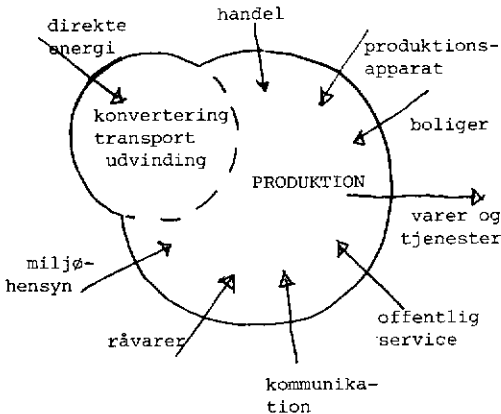 direkte
energi
handel
produktions-
apparat
konvertering
transport
udvinding
boliger
PRODUKTION
varer og
tjenester
miljø-
hensyn
råvarer
offentlig
service
kommunika-
tion